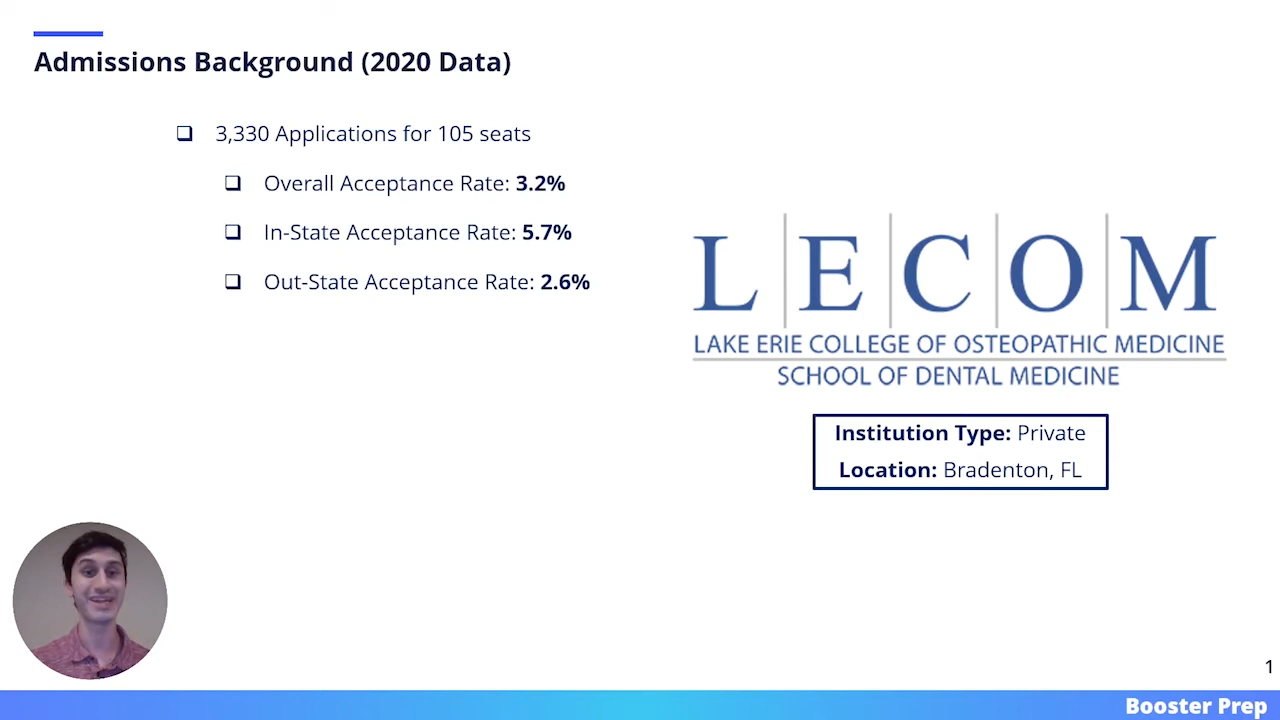 Admissions Background (2020 Data)
3,330 Applications for 105 seats
Overall Acceptance Rate: 3.2%
In-State Acceptance Rate: 5.7%
Out-State Acceptance Rate: 2.6%
LECOM
LAKE ERIE COLLEGE OF OSTEOPATHIC MEDICINE
SCHOOL OF DENTAL MEDICINE
Institution Type: Private
Location: Bradenton, FL
1
Booster Prep